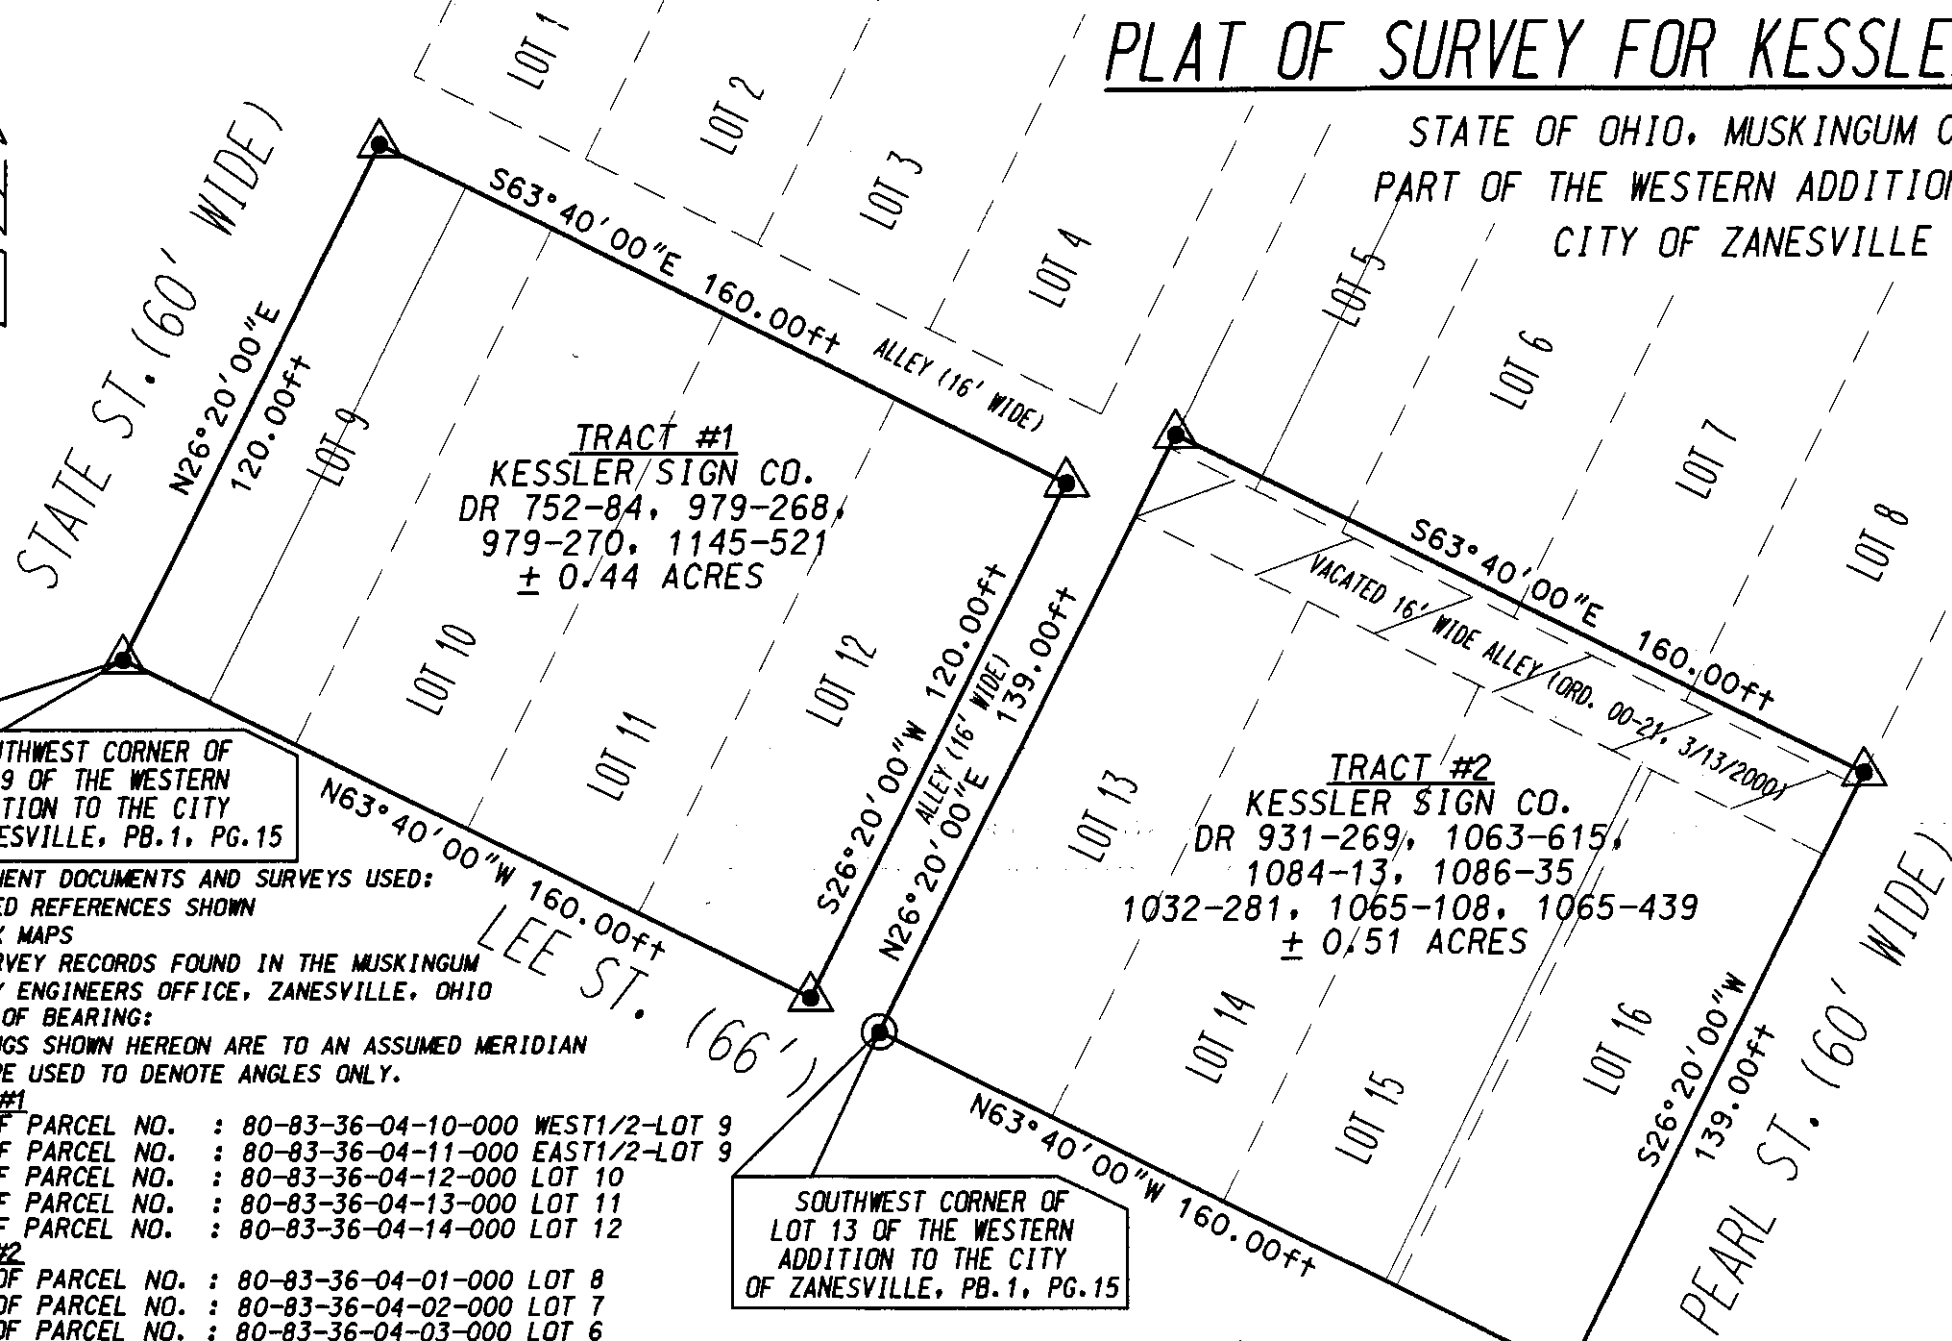 PLAT OF SURVEY FOR KESSLE
STATE OF OHIO, MUSKINGUM
PART OF THE WESTERN ADDITION
CITY OF ZANESVILLE
LOT 1
LOT 2
LOT 3
LOT 4
LOT 5
LOT 6
LOT 7
LOT 8
STATE ST. (60' WIDE)
N26°20'00"E
120.00ft
S63°40'00"E 160.00ft
ALLEY (16' WIDE)
LOT 9
TRACT #1
KESSLER SIGN CO.
DR 752-84, 979-268,
979-270, 1145-521
± 0.44 ACRES
LOT 10
LOT 11
LOT 12
S26°20'00"W 120.00ft
ALLEY (16' WIDE)
N26°20'00"E 139.00ft
N63°40'00"W 160.00ft
LEE ST. (66')
S63°40'00"E 160.00ft
VACATED 16' WIDE ALLEY (ORD. 00-21, 3/13/2000)
LOT 13
TRACT #2
KESSLER SIGN CO.
DR 931-269, 1063-615,
1084-13, 1086-35
1032-281, 1065-108, 1065-439
± 0.51 ACRES
LOT 14
LOT 15
LOT 16
S26°20'00"W
139.00ft
PEARL ST. (60' WIDE)
N63°40'00"W 160.00ft
UTHWEST CORNER OF
9 OF THE WESTERN
TION TO THE CITY
ESVILLE, PB.1, PG.15
MENT DOCUMENTS AND SURVEYS USED:
ED REFERENCES SHOWN
X MAPS
RVEY RECORDS FOUND IN THE MUSKINGUM
Y ENGINEERS OFFICE, ZANESVILLE, OHIO
OF BEARING:
NGS SHOWN HEREON ARE TO AN ASSUMED MERIDIAN
RE USED TO DENOTE ANGLES ONLY.
#1
F PARCEL NO. : 80-83-36-04-10-000 WEST1/2-LOT 9
F PARCEL NO. : 80-83-36-04-11-000 EAST1/2-LOT 9
F PARCEL NO. : 80-83-36-04-12-000 LOT 10
F PARCEL NO. : 80-83-36-04-13-000 LOT 11
F PARCEL NO. : 80-83-36-04-14-000 LOT 12
#2
OF PARCEL NO. : 80-83-36-04-01-000 LOT 8
OF PARCEL NO. : 80-83-36-04-02-000 LOT 7
OF PARCEL NO. : 80-83-36-04-03-000 LOT 6
SOUTHWEST CORNER OF
LOT 13 OF THE WESTERN
ADDITION TO THE CITY
OF ZANESVILLE, PB.1, PG.15